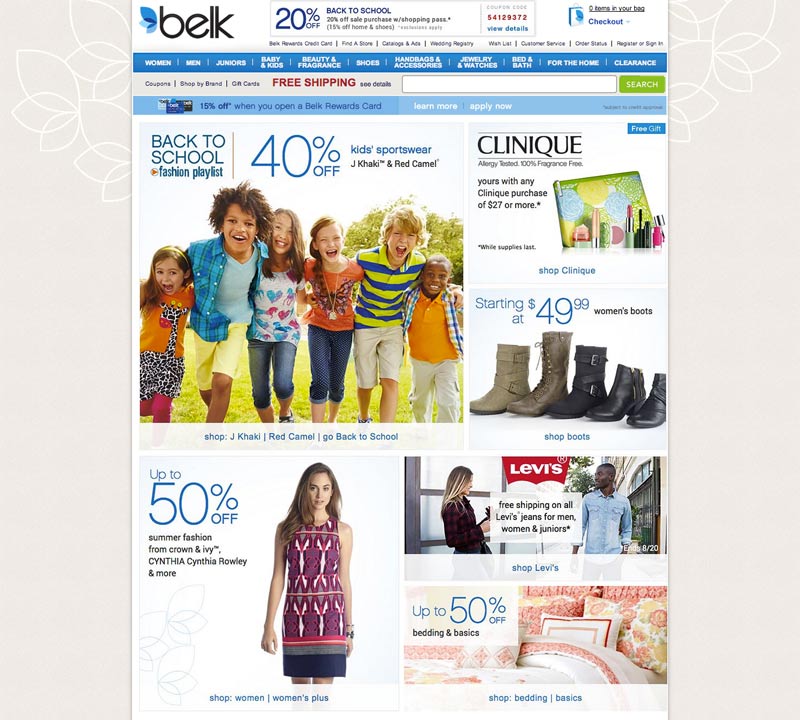 belk
20% OFF
BACK TO SCHOOL
20% off sale purchase w/shopping pass.*
(15% off home & shoes) *exclusions apply
COUPON CODE
54129372
view details
0 items in your bag
Checkout
Belk Rewards Credit Card | Find A Store | Catalogs & Ads | Wedding Registry
Wish List | Customer Service | Order Status | Register or Sign In
WOMEN | MEN | JUNIORS | BABY & KIDS | BEAUTY & FRAGRANCE | SHOES | HANDBAGS & ACCESSORIES | JEWELRY & WATCHES | BED & BATH | FOR THE HOME | CLEARANCE
Coupons | Shop by Brand | Gift Cards
FREE SHIPPING see details
SEARCH
15% off* when you open a Belk Rewards Card
learn more | apply now
*subject to credit approval
BACK TO
SCHOOL
fashion playlist
40% OFF
kids' sportswear
J Khaki™ & Red Camel®
shop: J Khaki | Red Camel | go Back to School
Free Gift
CLINIQUE
Allergy Tested. 100% Fragrance Free.
yours with any
Clinique purchase
of $27 or more.*
*While supplies last.
shop Clinique
Starting at $49.99
women's boots
shop boots
Up to
50% OFF
summer fashion
from crown & ivy™,
CYNTHIA Cynthia Rowley
& more
shop: women | women's plus
LEVI'S®
free shipping on all
Levi's® jeans for men,
women & juniors*
Ends 8/20
shop Levi's
Up to 50% OFF
bedding & basics
shop: bedding | basics